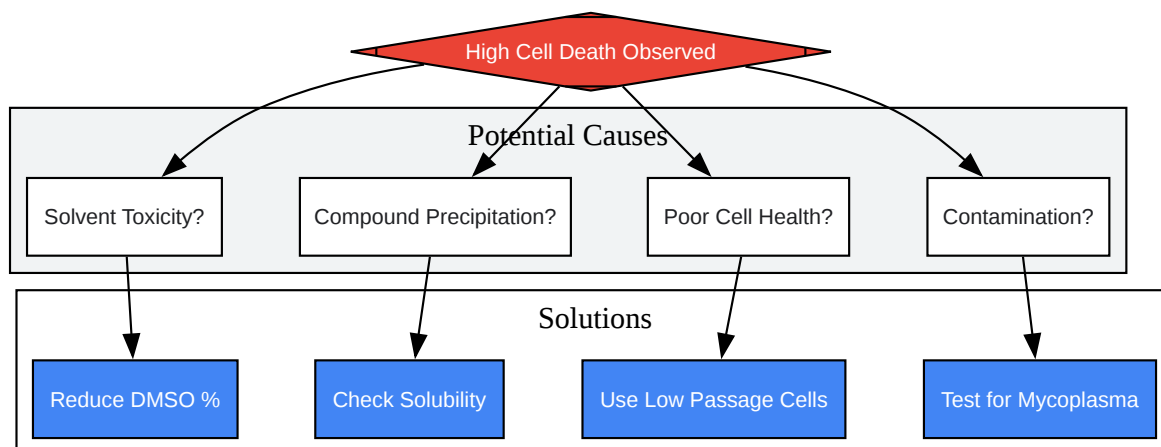 High Cell Death Observed
Potential Causes
Solvent Toxicity?
Compound Precipitation?
Poor Cell Health?
Contamination?
Solutions
Reduce DMSO %
Check Solubility
Use Low Passage Cells
Test for Mycoplasma